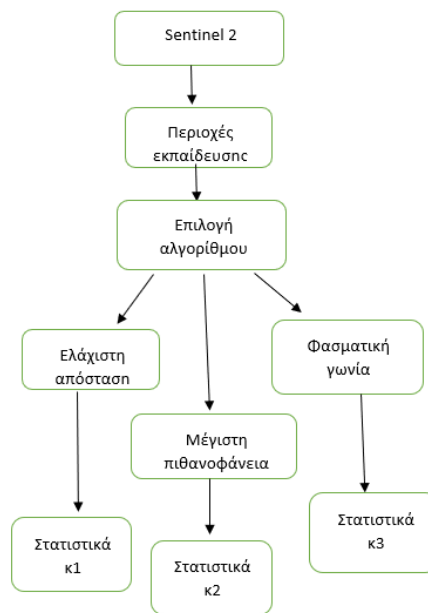 Sentinel 2
Περιοχές
εκπαίδευσης
Επιλογή
αλγορίθμου
Ελάχιστη
απόσταση
Φασματική
γωνία
Μέγιστη
πιθανοφάνεια
Στατιστικά
κ1
Στατιστικά
κ2
Στατιστικά
κ3